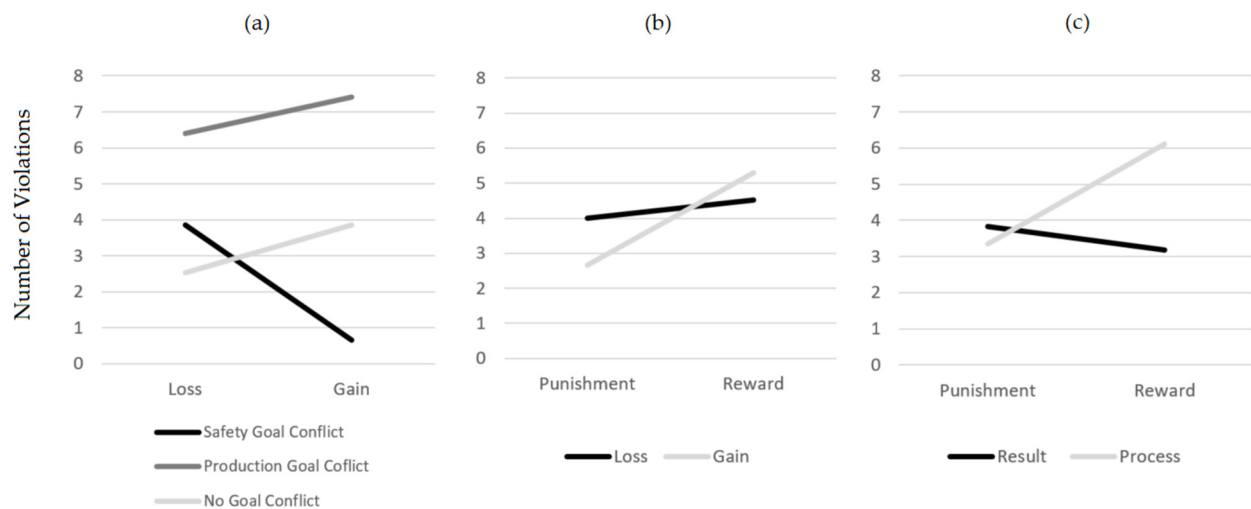 (a)
(b)
(c)
Number of Violations
8
7
6
5
4
3
2
1
0
Loss
Gain
Safety Goal Conflict
Production Goal Coflict
No Goal Conflict
8
7
6
5
4
3
2
1
0
Punishment
Reward
Loss
Gain
8
7
6
5
4
3
2
1
0
Punishment
Reward
Result
Process